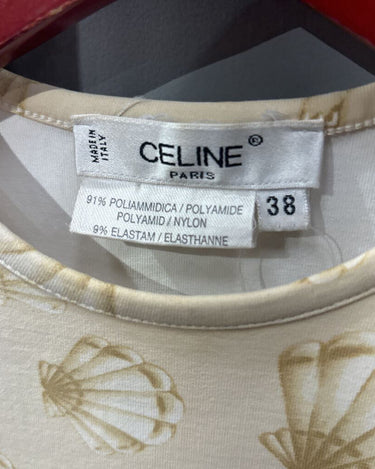 MADE IN
ITALY
CELINE®
PARIS
91% POLIAMMIDICA / POLYAMIDE
POLYAMID / NYLON
9% ELASTAM / ELASTHANNE
38